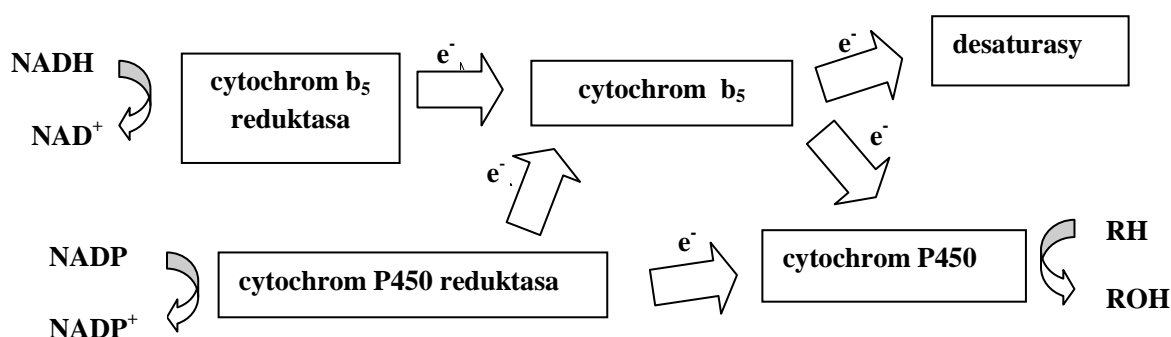 NADH
NAD⁺
cytochrom b₅
reduktasa
e⁻
cytochrom b₅
e⁻
desaturasy
e⁻
e⁻
NADP
NADP⁺
cytochrom P450 reduktasa
e⁻
cytochrom P450
RH
ROH